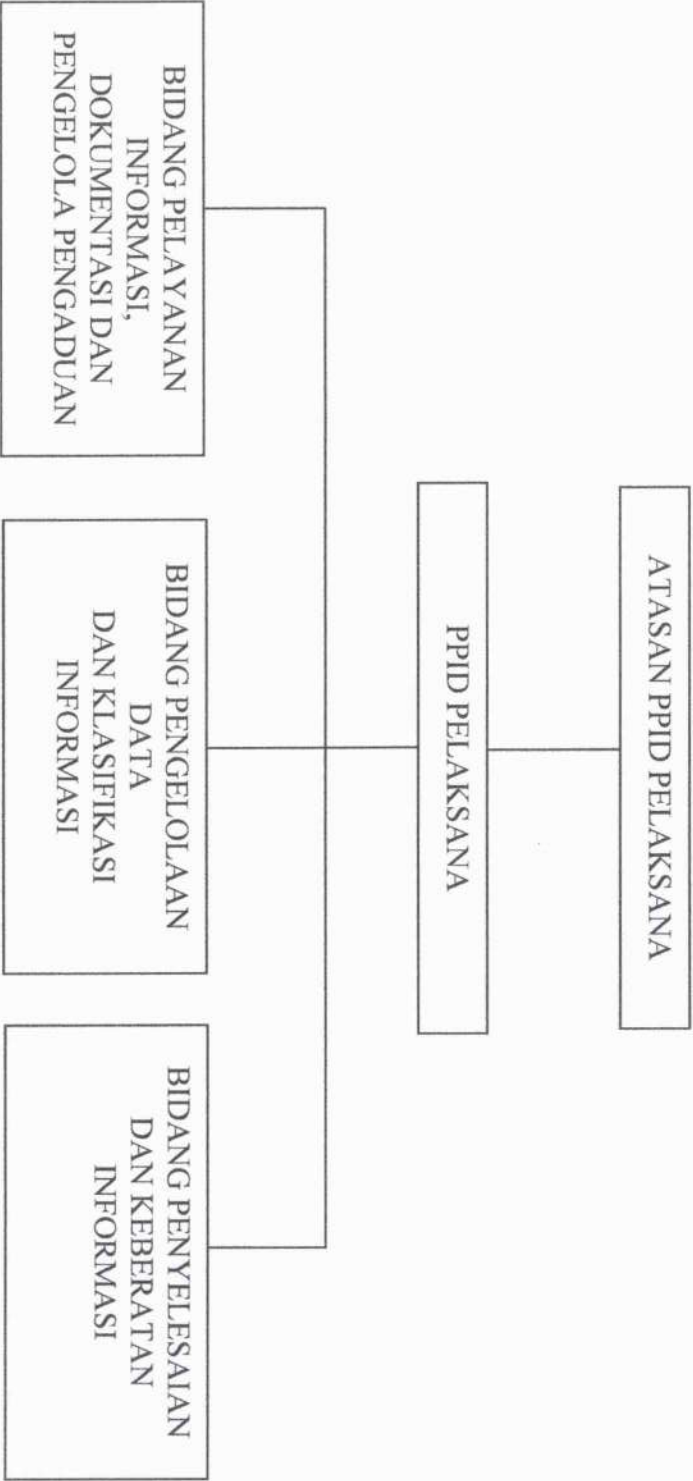 ATASAN PPID PELAKSANA
PPID PELAKSANA
BIDANG PELAYANAN
INFORMASI,
DOKUMENTASI DAN
PENGELOLA PENGADUAN
BIDANG PENGELOLAAN
DATA
DAN KLASIFIKASI
INFORMASI
BIDANG PENYELESAIAN
DAN KEBERATAN
INFORMASI